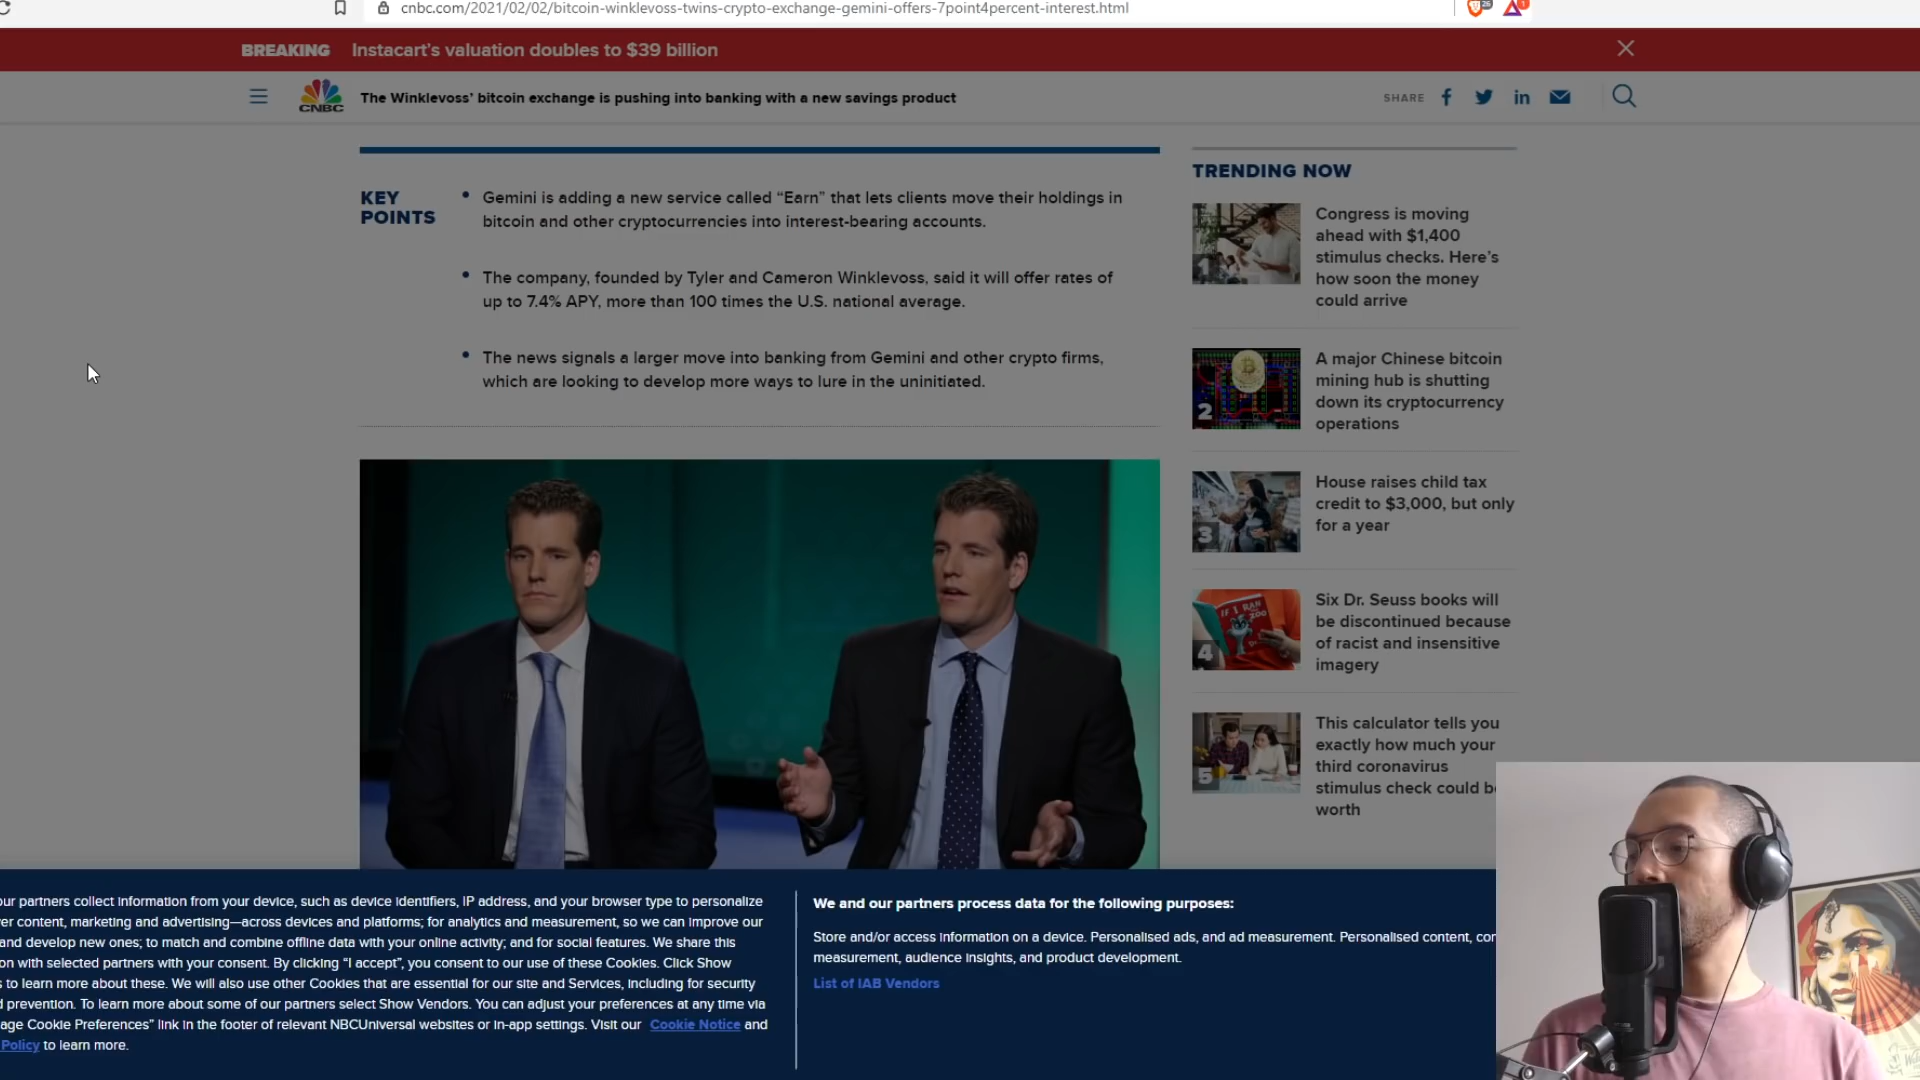 cnbc.com/2021/02/02/bitcoin-winklevoss-twins-crypto-exchange-gemini-offers-7point4percent-interest.html
26
1
BREAKING Instacart's valuation doubles to $39 billion
CNBC
The Winklevoss’ bitcoin exchange is pushing into banking with a new savings product
SHARE
KEY
POINTS
Gemini is adding a new service called “Earn” that lets clients move their holdings in
bitcoin and other cryptocurrencies into interest-bearing accounts.
The company, founded by Tyler and Cameron Winklevoss, said it will offer rates of
up to 7.4% APY, more than 100 times the U.S. national average.
The news signals a larger move into banking from Gemini and other crypto firms,
which are looking to develop more ways to lure in the uninitiated.
TRENDING NOW
1
Congress is moving
ahead with $1,400
stimulus checks. Here’s
how soon the money
could arrive
2
A major Chinese bitcoin
mining hub is shutting
down its cryptocurrency
operations
3
House raises child tax
credit to $3,000, but only
for a year
IF I RAN
THE ZOO
4
Six Dr. Seuss books will
be discontinued because
of racist and insensitive
imagery
5
This calculator tells you
exactly how much your
third coronavirus
stimulus check could be
worth
our partners collect information from your device, such as device identifiers, IP address, and your browser type to personalize
er content, marketing and advertising—across devices and platforms; for analytics and measurement, so we can improve our
and develop new ones; to match and combine offline data with your online activity; and for social features. We share this
on with selected partners with your consent. By clicking “I accept”, you consent to our use of these Cookies. Click Show
s to learn more about these. We will also use other Cookies that are essential for our site and Services, including for security
d prevention. To learn more about some of our partners select Show Vendors. You can adjust your preferences at any time via
age Cookie Preferences” link in the footer of relevant NBCUniversal websites or in-app settings. Visit our Cookie Notice and
Policy to learn more.
We and our partners process data for the following purposes:
Store and/or access information on a device. Personalised ads, and ad measurement. Personalised content, con
measurement, audience insights, and product development.
List of IAB Vendors